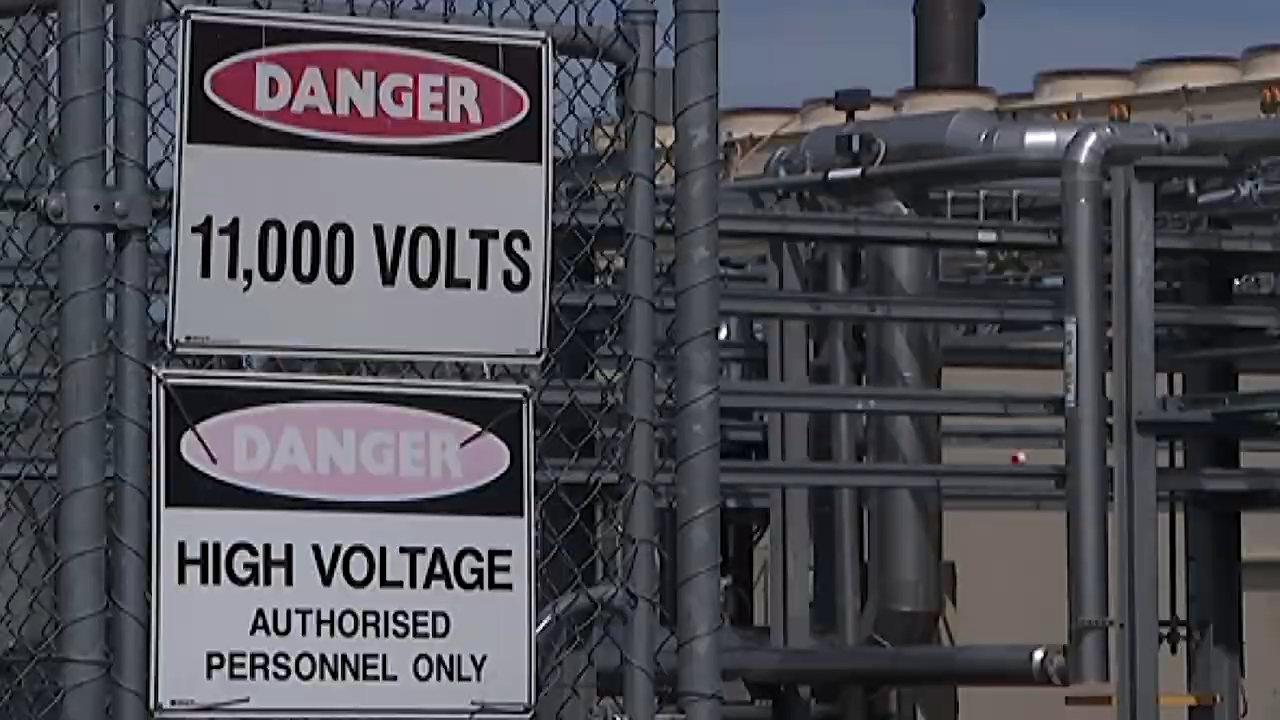 DANGER
11,000 VOLTS
DANGER
HIGH VOLTAGE
AUTHORISED
PERSONNEL ONLY